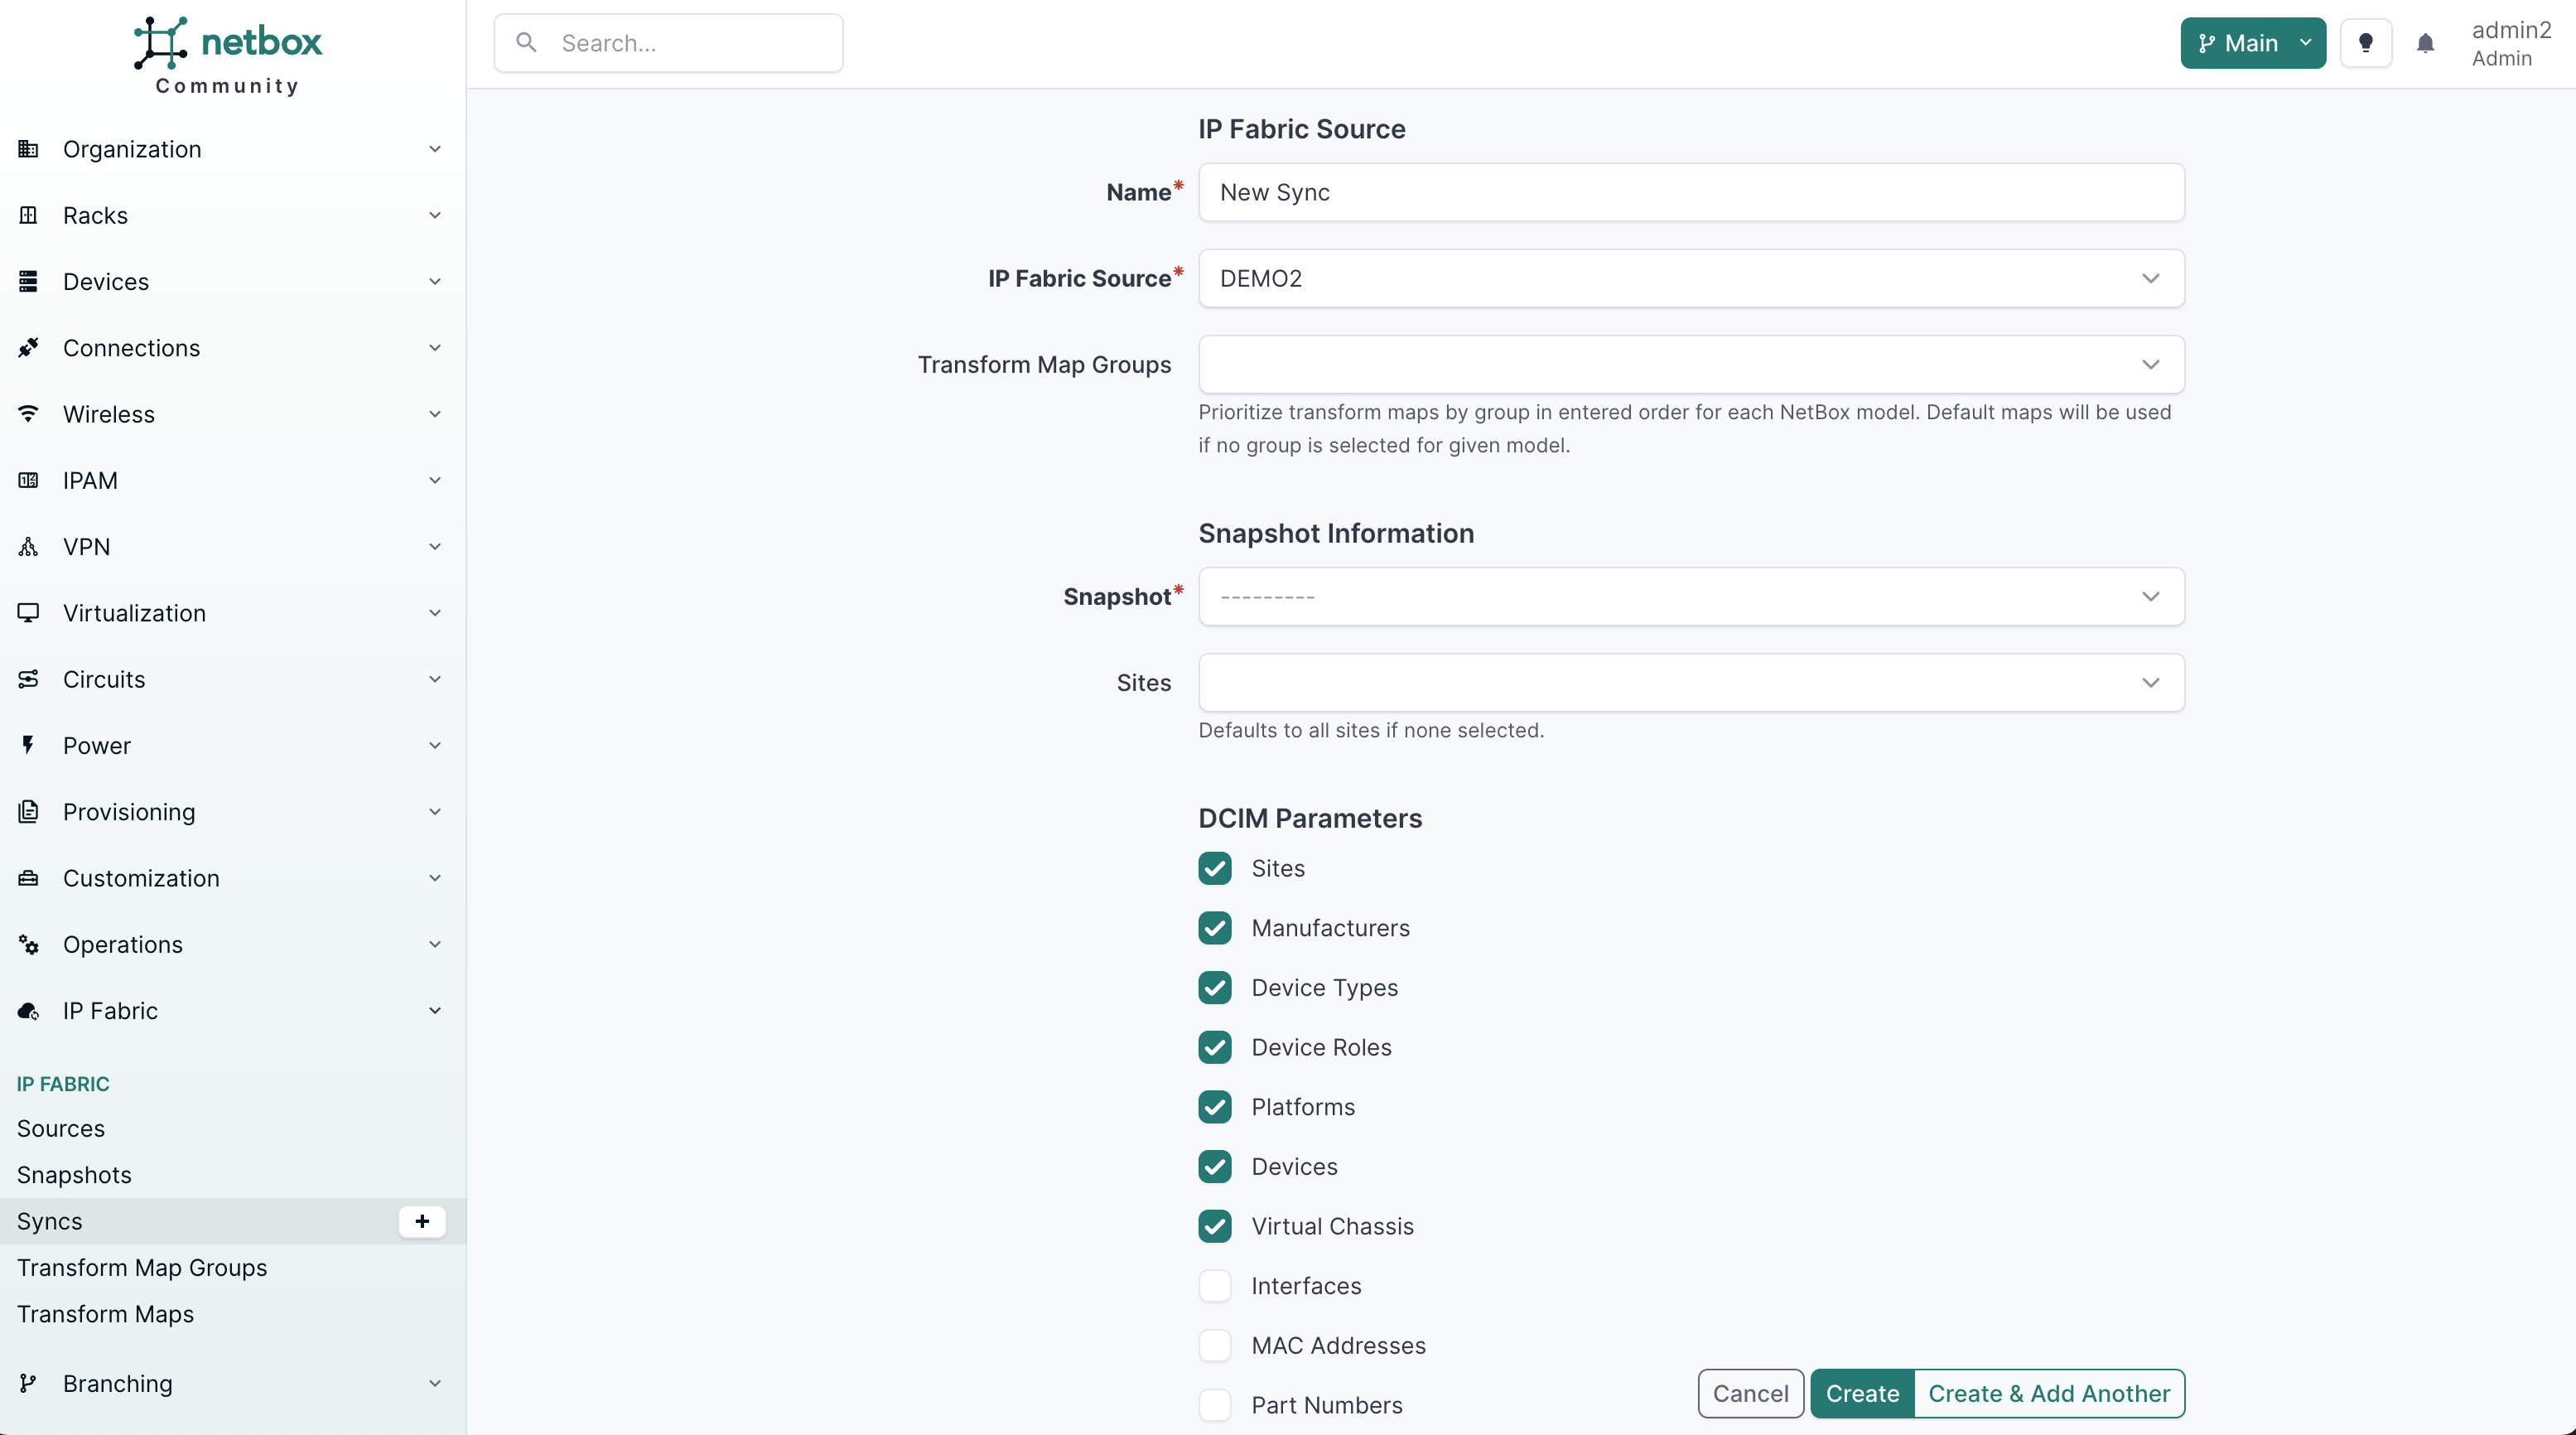 netbox
Community
Search...
Main
admin2
Admin
Organization
Racks
Devices
Connections
Wireless
IPAM
VPN
Virtualization
Circuits
Power
Provisioning
Customization
Operations
IP Fabric
IP FABRIC
Sources
Snapshots
Syncs
+
Transform Map Groups
Transform Maps
Branching
IP Fabric Source
Name*
New Sync
IP Fabric Source*
DEMO2
Transform Map Groups
Prioritize transform maps by group in entered order for each NetBox model. Default maps will be used
if no group is selected for given model.
Snapshot Information
Snapshot*
---------
Sites
Defaults to all sites if none selected.
DCIM Parameters
Sites
Manufacturers
Device Types
Device Roles
Platforms
Devices
Virtual Chassis
Interfaces
MAC Addresses
Part Numbers
Cancel
Create
Create & Add Another